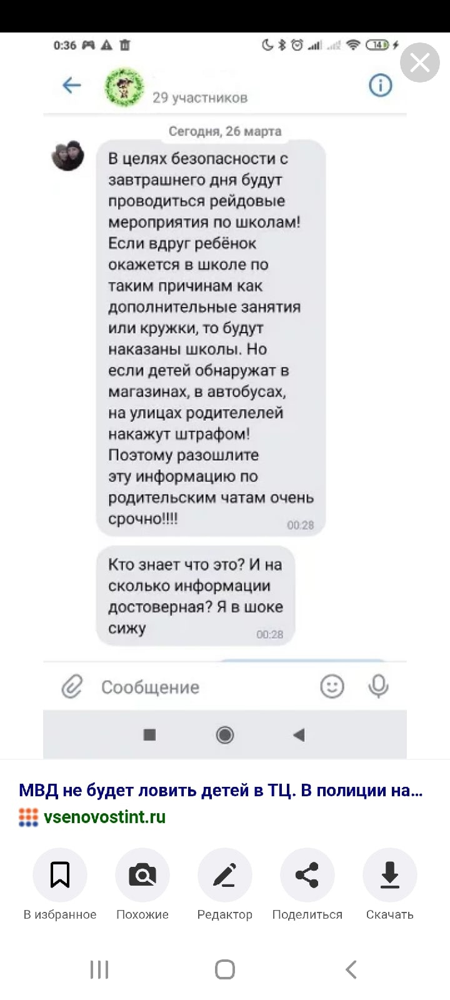 0:36
14
29 участников
Сегодня, 26 марта
В целях безопасности с
завтрашнего дня будут
проводиться рейдовые
мероприятия по школам!
Если вдруг ребёнок
окажется в школе по
таким причинам как
дополнительные занятия
или кружки, то будут
наказаны школы. Но
если детей обнаружат в
магазинах, в автобусах,
на улицах родителелей
накажут штрафом!
Поэтому разошлите
эту информацию по
родительским чатам очень
срочно!!!!
00:28
Кто знает что это? И на
сколько информации
достоверная? Я в шоке
сижу
00:28
Сообщение
МВД не будет ловить детей в ТЦ. В полиции на...
vsenovostint.ru
В избранное
Похожие
Редактор
Поделиться
Скачать